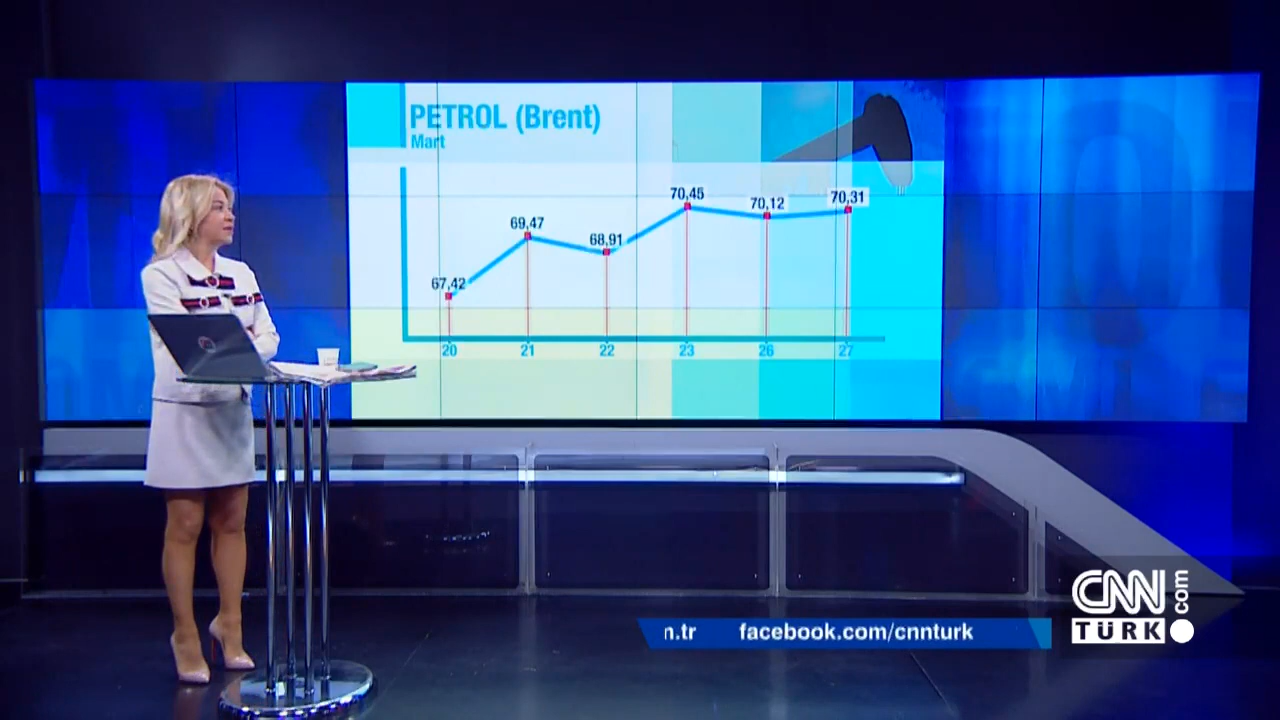 PETROL (Brent)
Mart
70,45
70,12
70,31
69,47
68,91
67,42
20
21
22
23
26
27
n.tr
facebook.com/cnnturk
CNN
TÜRK
.com